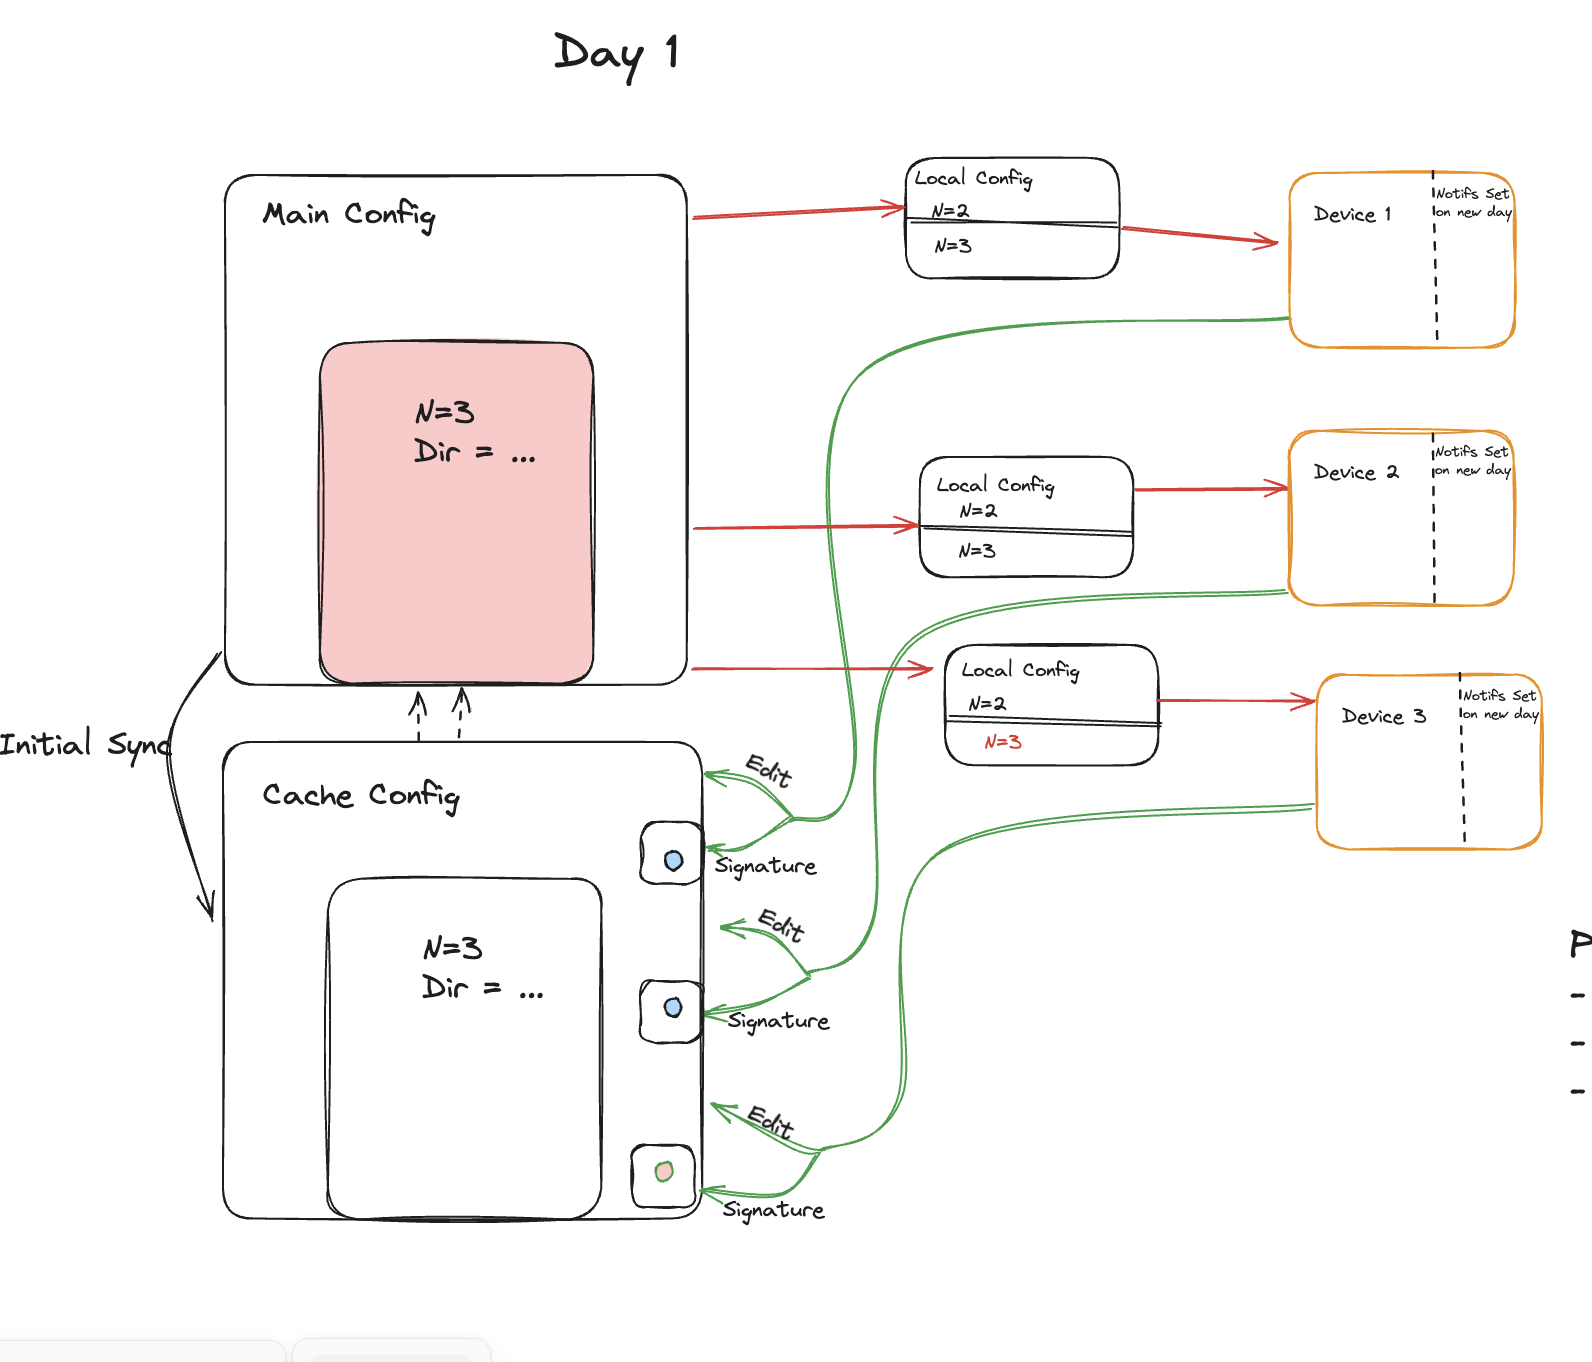 Day 1
Main Config
N=3
Dir = ...
Initial Sync
Cache Config
N=3
Dir = ...
Local Config
N=2
N=3
Device 1
Notifs Set
on new day
Local Config
N=2
N=3
Device 2
Notifs Set
on new day
Local Config
N=2
N=3
Device 3
Notifs Set
on new day
Edit
Signature
Edit
Signature
Edit
Signature
P
-
-
-